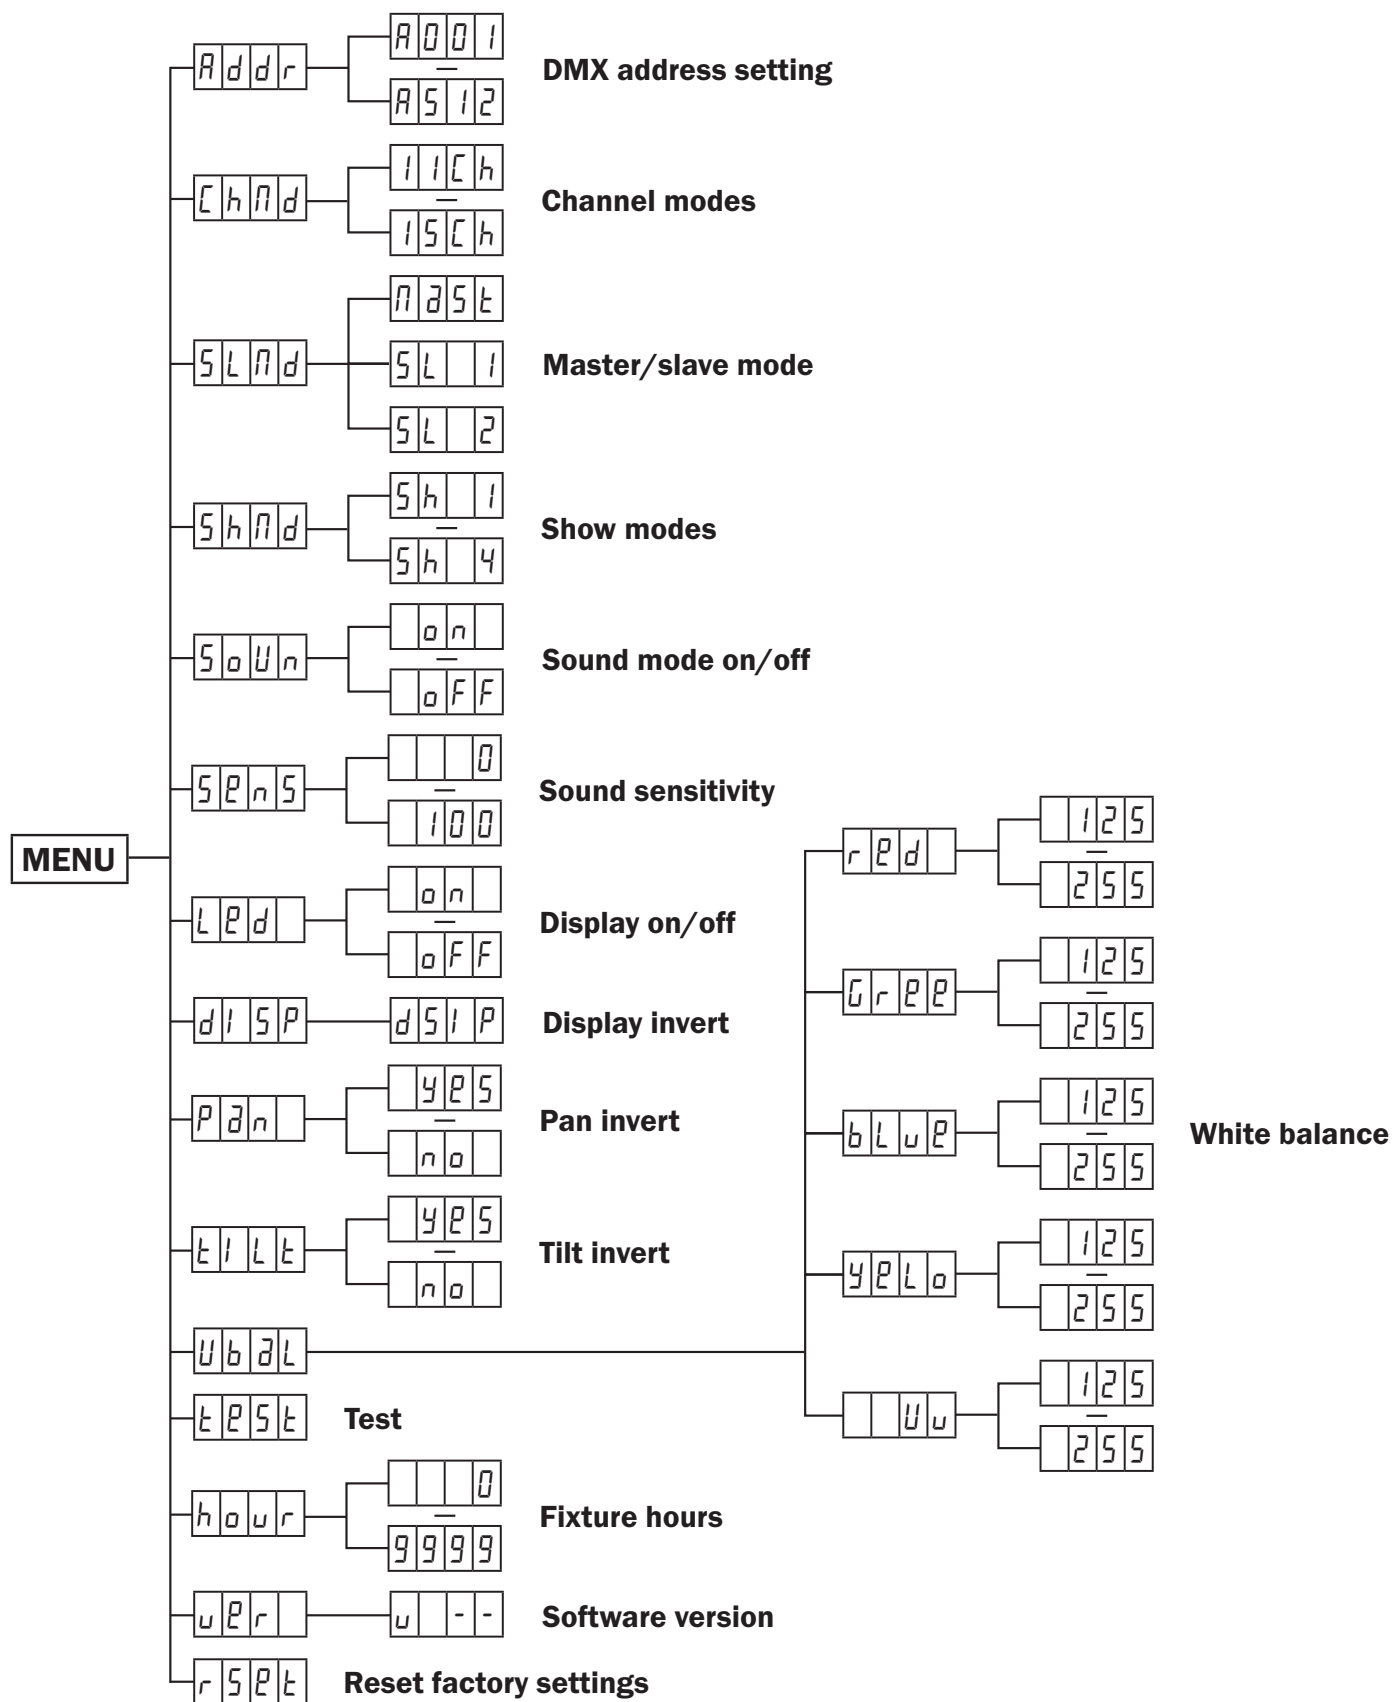 MENU
Addr
A001
—
A512
DMX address setting
ChMd
11Ch
—
15Ch
Channel modes
SLMd
MaSt
SL 1
SL 2
Master/slave mode
ShMd
Sh 1
—
Sh 4
Show modes
SoUn
on
—
oFF
Sound mode on/off
SenS
0
—
100
Sound sensitivity
Led
on
—
oFF
Display on/off
dISP
dSIP
Display invert
Pan
yes
—
no
Pan invert
tILt
yes
—
no
Tilt invert
UbaL
red
125
—
255
Gree
125
—
255
bLue
125
—
255
yeLo
125
—
255
Uv
125
—
255
White balance
teSt
Test
hour
0
—
9999
Fixture hours
ver
v --
Software version
rSet
Reset factory settings